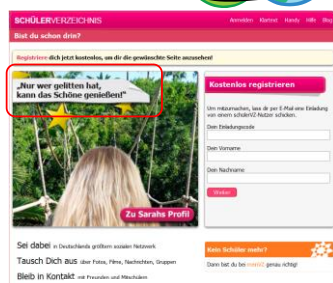 SCHÜLERVERZEICHNIS
Anmelden Klartext Handy Hilfe Blog
Bist du schon drin?
Registriere dich jetzt kostenlos, um dir die gewünschte Seite anzusehen!
„Nur wer gelitten hat,
kann das Schöne genießen!"
Zu Sarahs Profil
Kostenlos registrieren
Um mitzumachen, lass dir per E-Mail eine Einladung
von einem schülerVZ-Nutzer schicken.
Dein Einladungscode
Dein Vorname
Dein Nachname
Weiter
Sei dabei in Deutschlands größtem sozialen Netzwerk
Tausch Dich aus über Fotos, Filme, Nachrichten, Gruppen
Bleib in Kontakt mit Freunden und Mitschülern
Kein Schüler mehr?
Dann bist du bei meinVZ genau richtig!